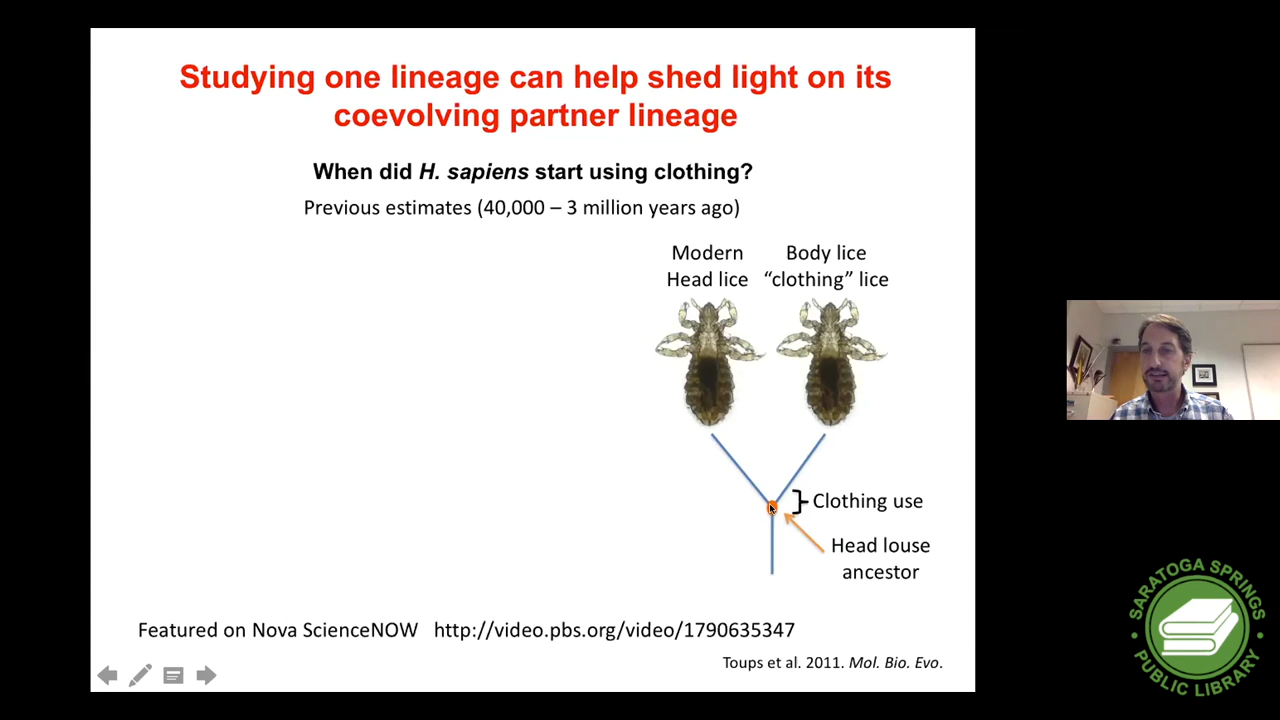 Studying one lineage can help shed light on its
coevolving partner lineage
When did H. sapiens start using clothing?
Previous estimates (40,000 – 3 million years ago)
Modern
Head lice
Body lice
“clothing” lice
Clothing use
Head louse
ancestor
Featured on Nova ScienceNOW http://video.pbs.org/video/1790635347
Toups et al. 2011. Mol. Bio. Evo.
SARATOGA SPRINGS
PUBLIC LIBRARY